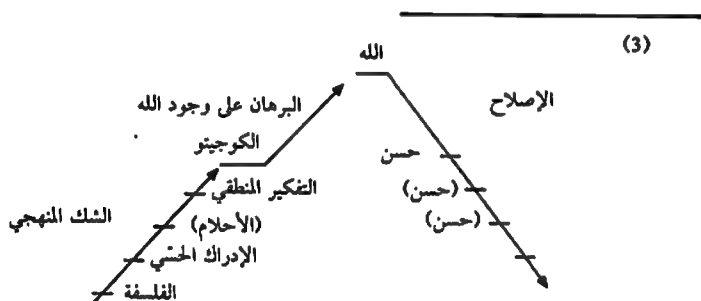 (3)
الله
الإصلاح
البرهان على وجود الله
الكوجيتو
حسن
التفكير المنطقي
(حسن)
الشك المنهجي
(الأحلام)
(حسن)
الإدراك الحسّي
الفلسفة